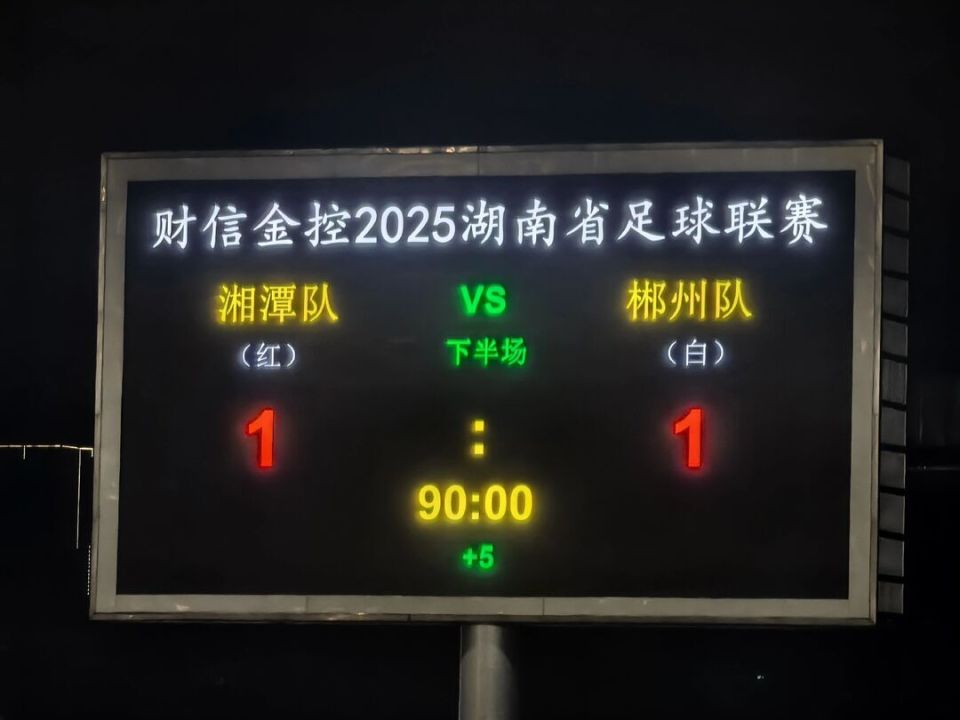 财信金控2025湖南省足球联赛
湘潭队 VS 郴州队
（红） 下半场 （白）
1 : 1
90:00
+5